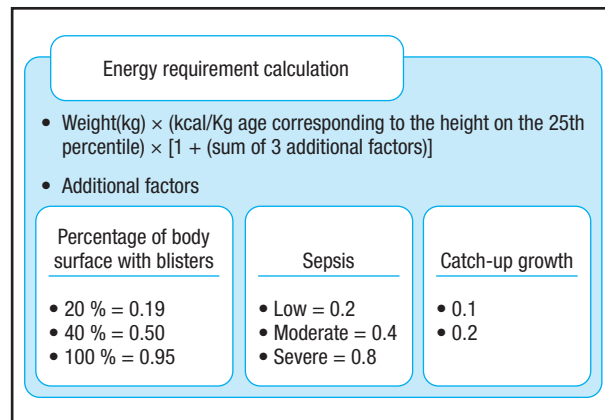 Energy requirement calculation
• Weight(kg) × (kcal/Kg age corresponding to the height on the 25th
percentile) × [1 + (sum of 3 additional factors)]
• Additional factors
Percentage of body
surface with blisters
• 20 % = 0.19
• 40 % = 0.50
• 100 % = 0.95
Sepsis
• Low = 0.2
• Moderate = 0.4
• Severe = 0.8
Catch-up growth
• 0.1
• 0.2